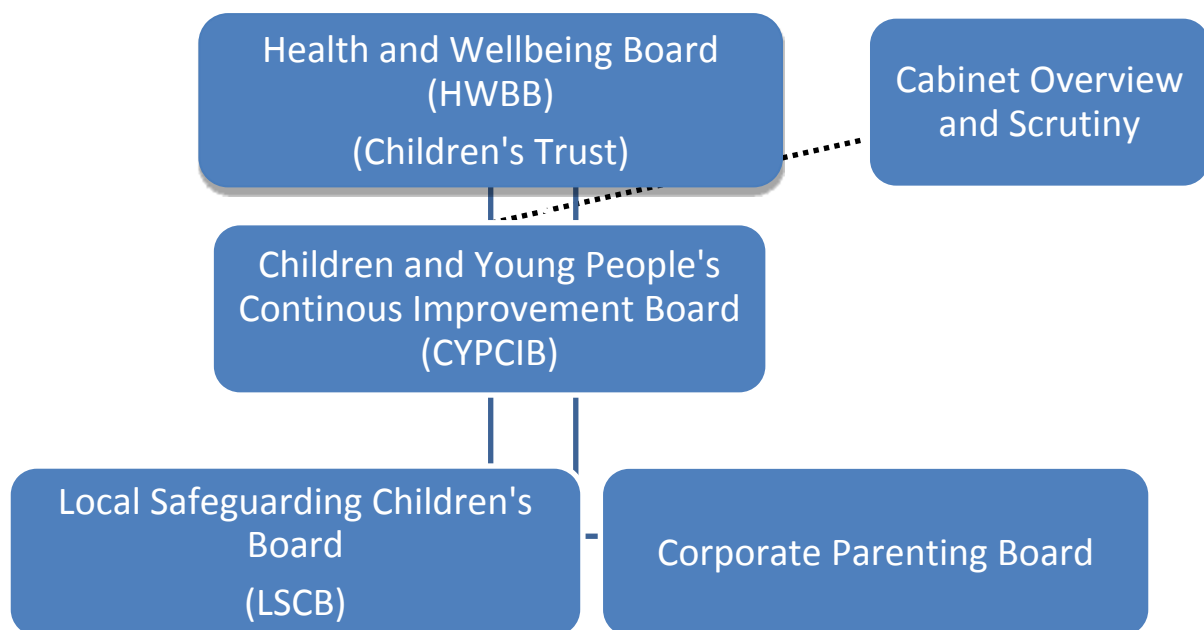 Health and Wellbeing Board
(HWBB)
(Children's Trust)
Cabinet Overview
and Scrutiny
Children and Young People's
Continous Improvement Board
(CYPCIB)
Local Safeguarding Children's
Board
(LSCB)
Corporate Parenting Board